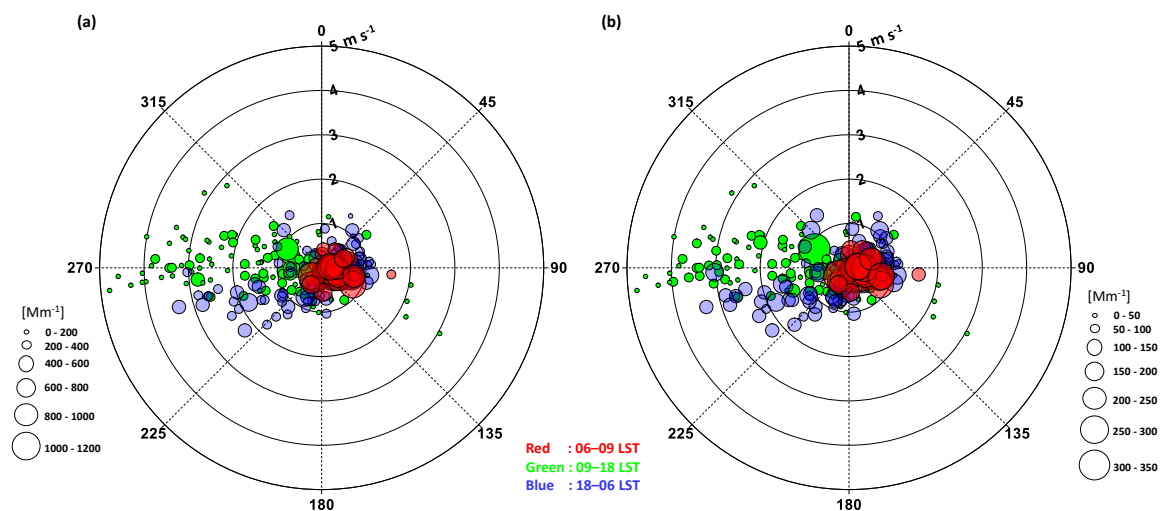 (a)
0
5 m s-1
4
3
2
1
45
90
135
180
225
270
315
[Mm-1]
0 - 200
200 - 400
400 - 600
600 - 800
800 - 1000
1000 - 1200
Red : 06–09 LST
Green : 09–18 LST
Blue : 18–06 LST
(b)
0
5 m s-1
4
3
2
1
45
90
135
180
225
270
315
[Mm-1]
0 - 50
50 - 100
100 - 150
150 - 200
200 - 250
250 - 300
300 - 350